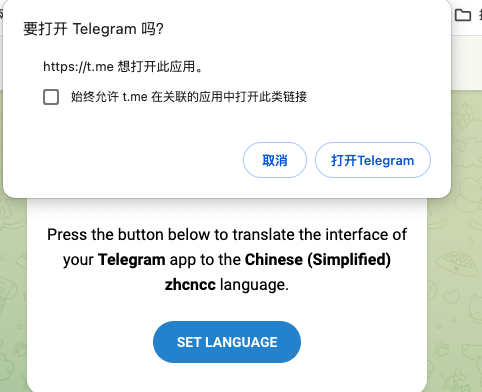 要打开 Telegram 吗?
https://t.me 想打开此应用。
始终允许 t.me 在关联的应用中打开此类链接
取消
打开Telegram
Press the button below to translate the interface of
your Telegram app to the Chinese (Simplified)
zhcncc language.
SET LANGUAGE